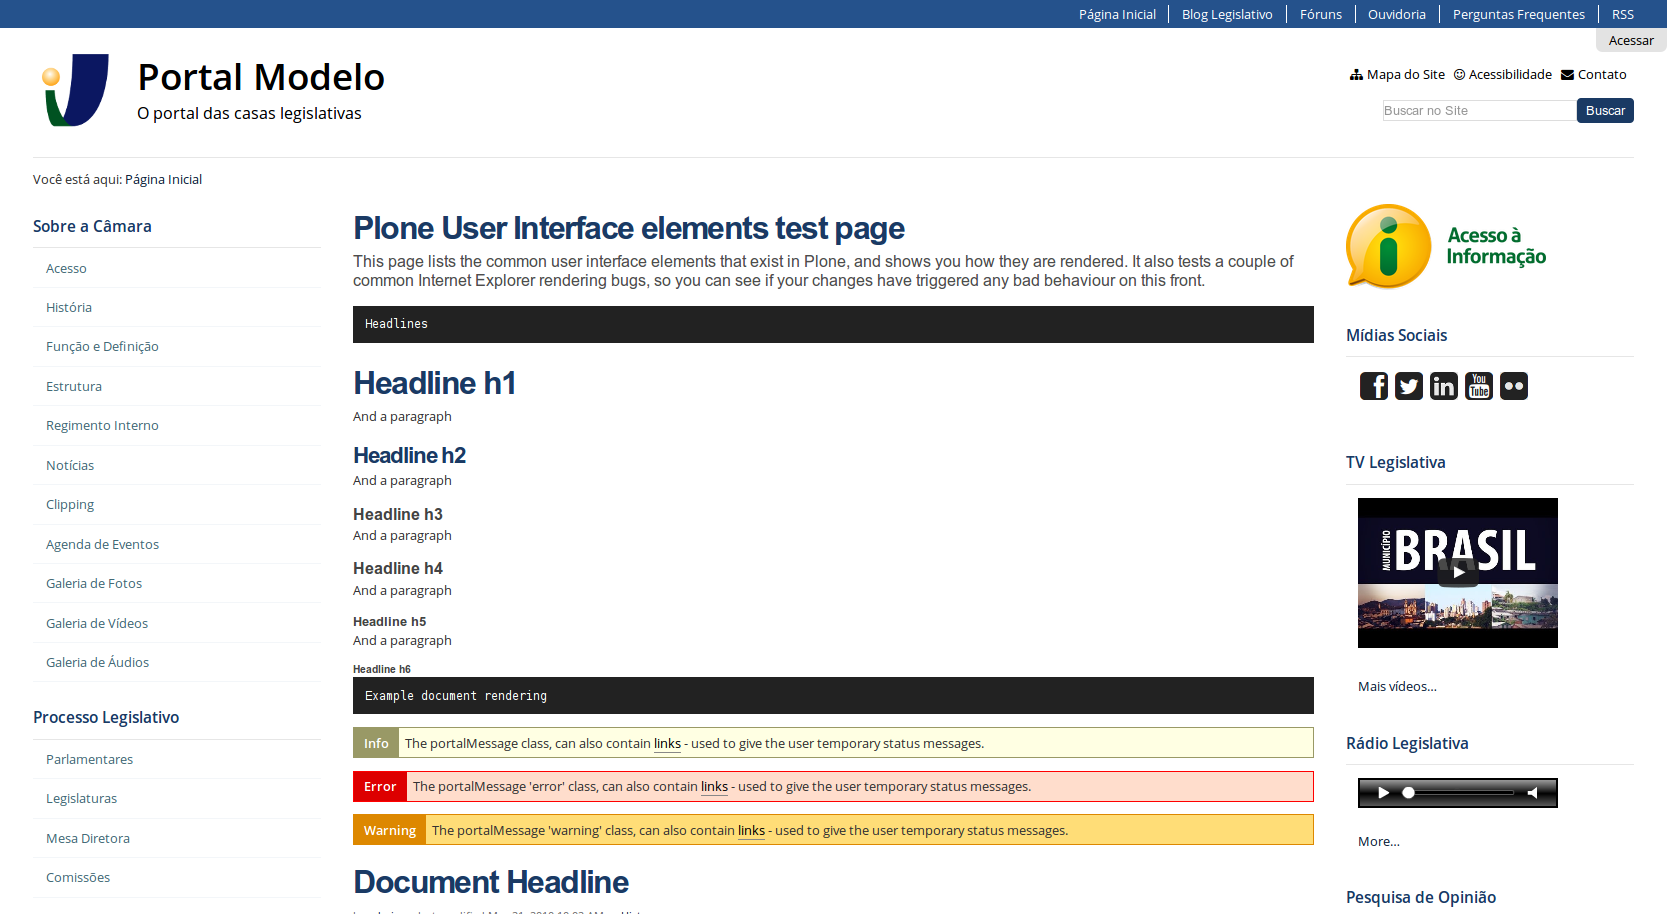 Página Inicial
Blog Legislativo
Fóruns
Ouvidoria
Perguntas Frequentes
RSS
Acessar
Portal Modelo
O portal das casas legislativas
Mapa do Site
Acessibilidade
Contato
Buscar no Site
Buscar
Você está aqui: Página Inicial
Sobre a Câmara
Acesso
História
Função e Definição
Estrutura
Regimento Interno
Notícias
Clipping
Agenda de Eventos
Galeria de Fotos
Galeria de Vídeos
Galeria de Áudios
Processo Legislativo
Parlamentares
Legislaturas
Mesa Diretora
Comissões
Plone User Interface elements test page
This page lists the common user interface elements that exist in Plone, and shows you how they are rendered. It also tests a couple of
common Internet Explorer rendering bugs, so you can see if your changes have triggered any bad behaviour on this front.
Headlines
Headline h1
And a paragraph
Headline h2
And a paragraph
Headline h3
And a paragraph
Headline h4
And a paragraph
Headline h5
And a paragraph
Headline h6
Example document rendering
Info The portalMessage class, can also contain links - used to give the user temporary status messages.
Error The portalMessage 'error' class, can also contain links - used to give the user temporary status messages.
Warning The portalMessage 'warning' class, can also contain links - used to give the user temporary status messages.
Document Headline
Acesso à
Informação
Mídias Sociais
You
Tube
TV Legislativa
MUNICÍPIO
BRASIL
Mais vídeos...
Rádio Legislativa
More...
Pesquisa de Opinião